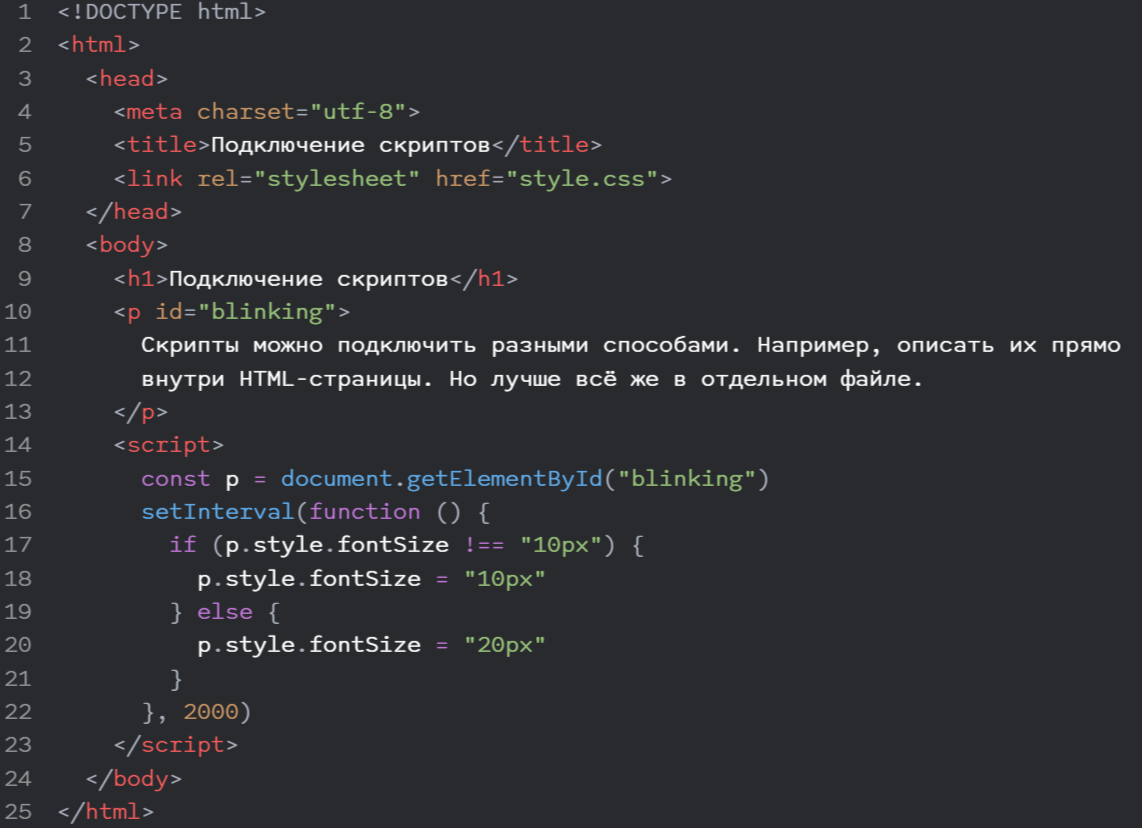 1 <!DOCTYPE html>
2 <html>
3   <head>
4     <meta charset="utf-8">
5     <title>Подключение скриптов</title>
6     <link rel="stylesheet" href="style.css">
7   </head>
8   <body>
9     <h1>Подключение скриптов</h1>
10     <p id="blinking">
11       Скрипты можно подключить разными способами. Например, описать их прямо
12       внутри HTML-страницы. Но лучше всё же в отдельном файле.
13     </p>
14     <script>
15       const p = document.getElementById("blinking")
16       setInterval(function () {
17         if (p.style.fontSize !== "10px") {
18           p.style.fontSize = "10px"
19         } else {
20           p.style.fontSize = "20px"
21         }
22       }, 2000)
23     </script>
24   </body>
25 </html>